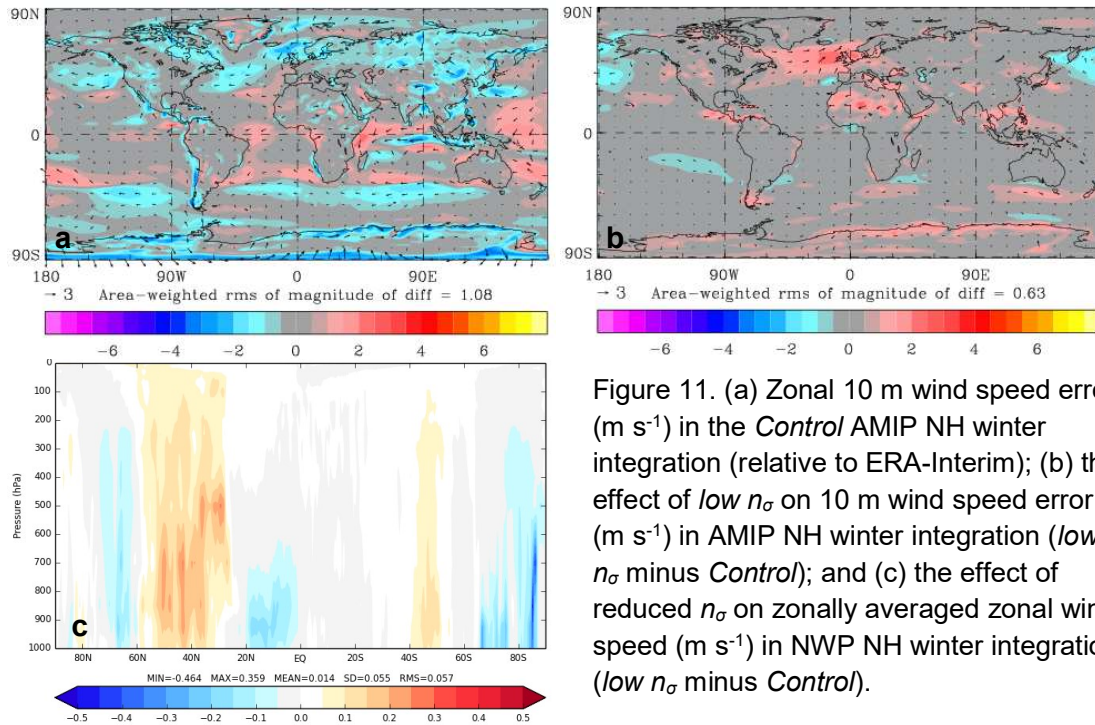 90N
0
90S
a
180 90W 0 90E
→ 3 Area-weighted rms of magnitude of diff = 1.08
-6 -4 -2 0 2 4 6
90N
0
90S
b
180 90W 0 90E
→ 3 Area-weighted rms of magnitude of diff = 0.63
-6 -4 -2 0 2 4 6
0
100
200
300
400
500
600
700
800
900
1000
Pressure (hPa)
c
80N 60N 40N 20N EQ 20S 40S 60S 80S
MIN=-0.464 MAX=0.359 MEAN=0.014 SD=0.055 RMS=0.057
-0.5 -0.4 -0.3 -0.2 -0.1 0.0 0.1 0.2 0.3 0.4 0.5
Figure 11. (a) Zonal 10 m wind speed erro
(m s⁻¹) in the Control AMIP NH winter
integration (relative to ERA-Interim); (b) th
effect of low nσ on 10 m wind speed error
(m s⁻¹) in AMIP NH winter integration (low
nσ minus Control); and (c) the effect of
reduced nσ on zonally averaged zonal win
speed (m s⁻¹) in NWP NH winter integratio
(low nσ minus Control).